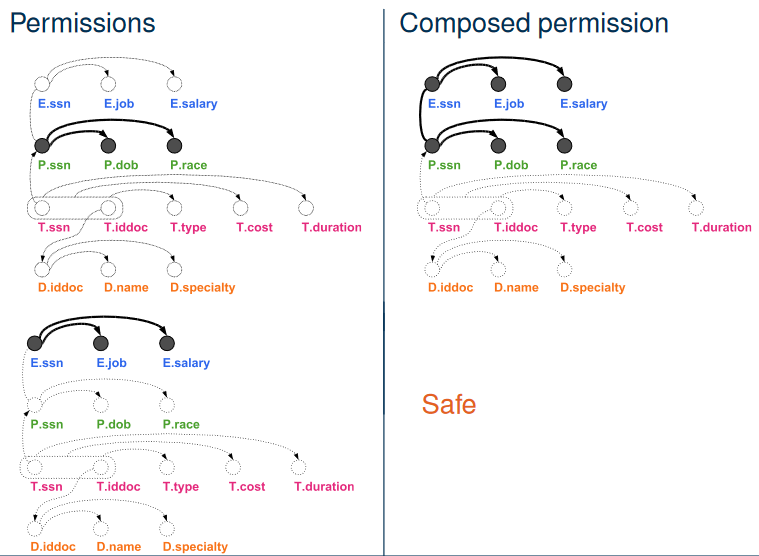 Permissions
E.ssn E.job E.salary
P.ssn P.dob P.race
T.ssn T.iddoc T.type T.cost T.duration
D.iddoc D.name D.specialty
E.ssn E.job E.salary
P.ssn P.dob P.race
T.ssn T.iddoc T.type T.cost T.duration
D.iddoc D.name D.specialty
Composed permission
E.ssn E.job E.salary
P.ssn P.dob P.race
T.ssn T.iddoc T.type T.cost T.duration
D.iddoc D.name D.specialty
Safe